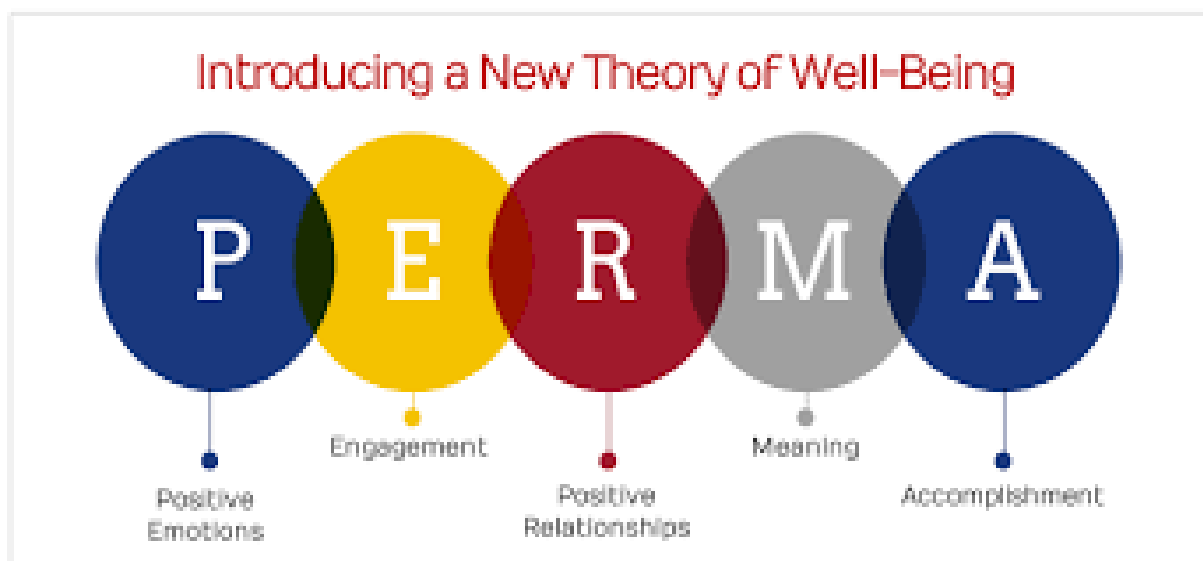 Introducing a New Theory of Well-Being
P E R M A
Engagement
Meaning
Positive
Emotions
Positive
Relationships
Accomplishment